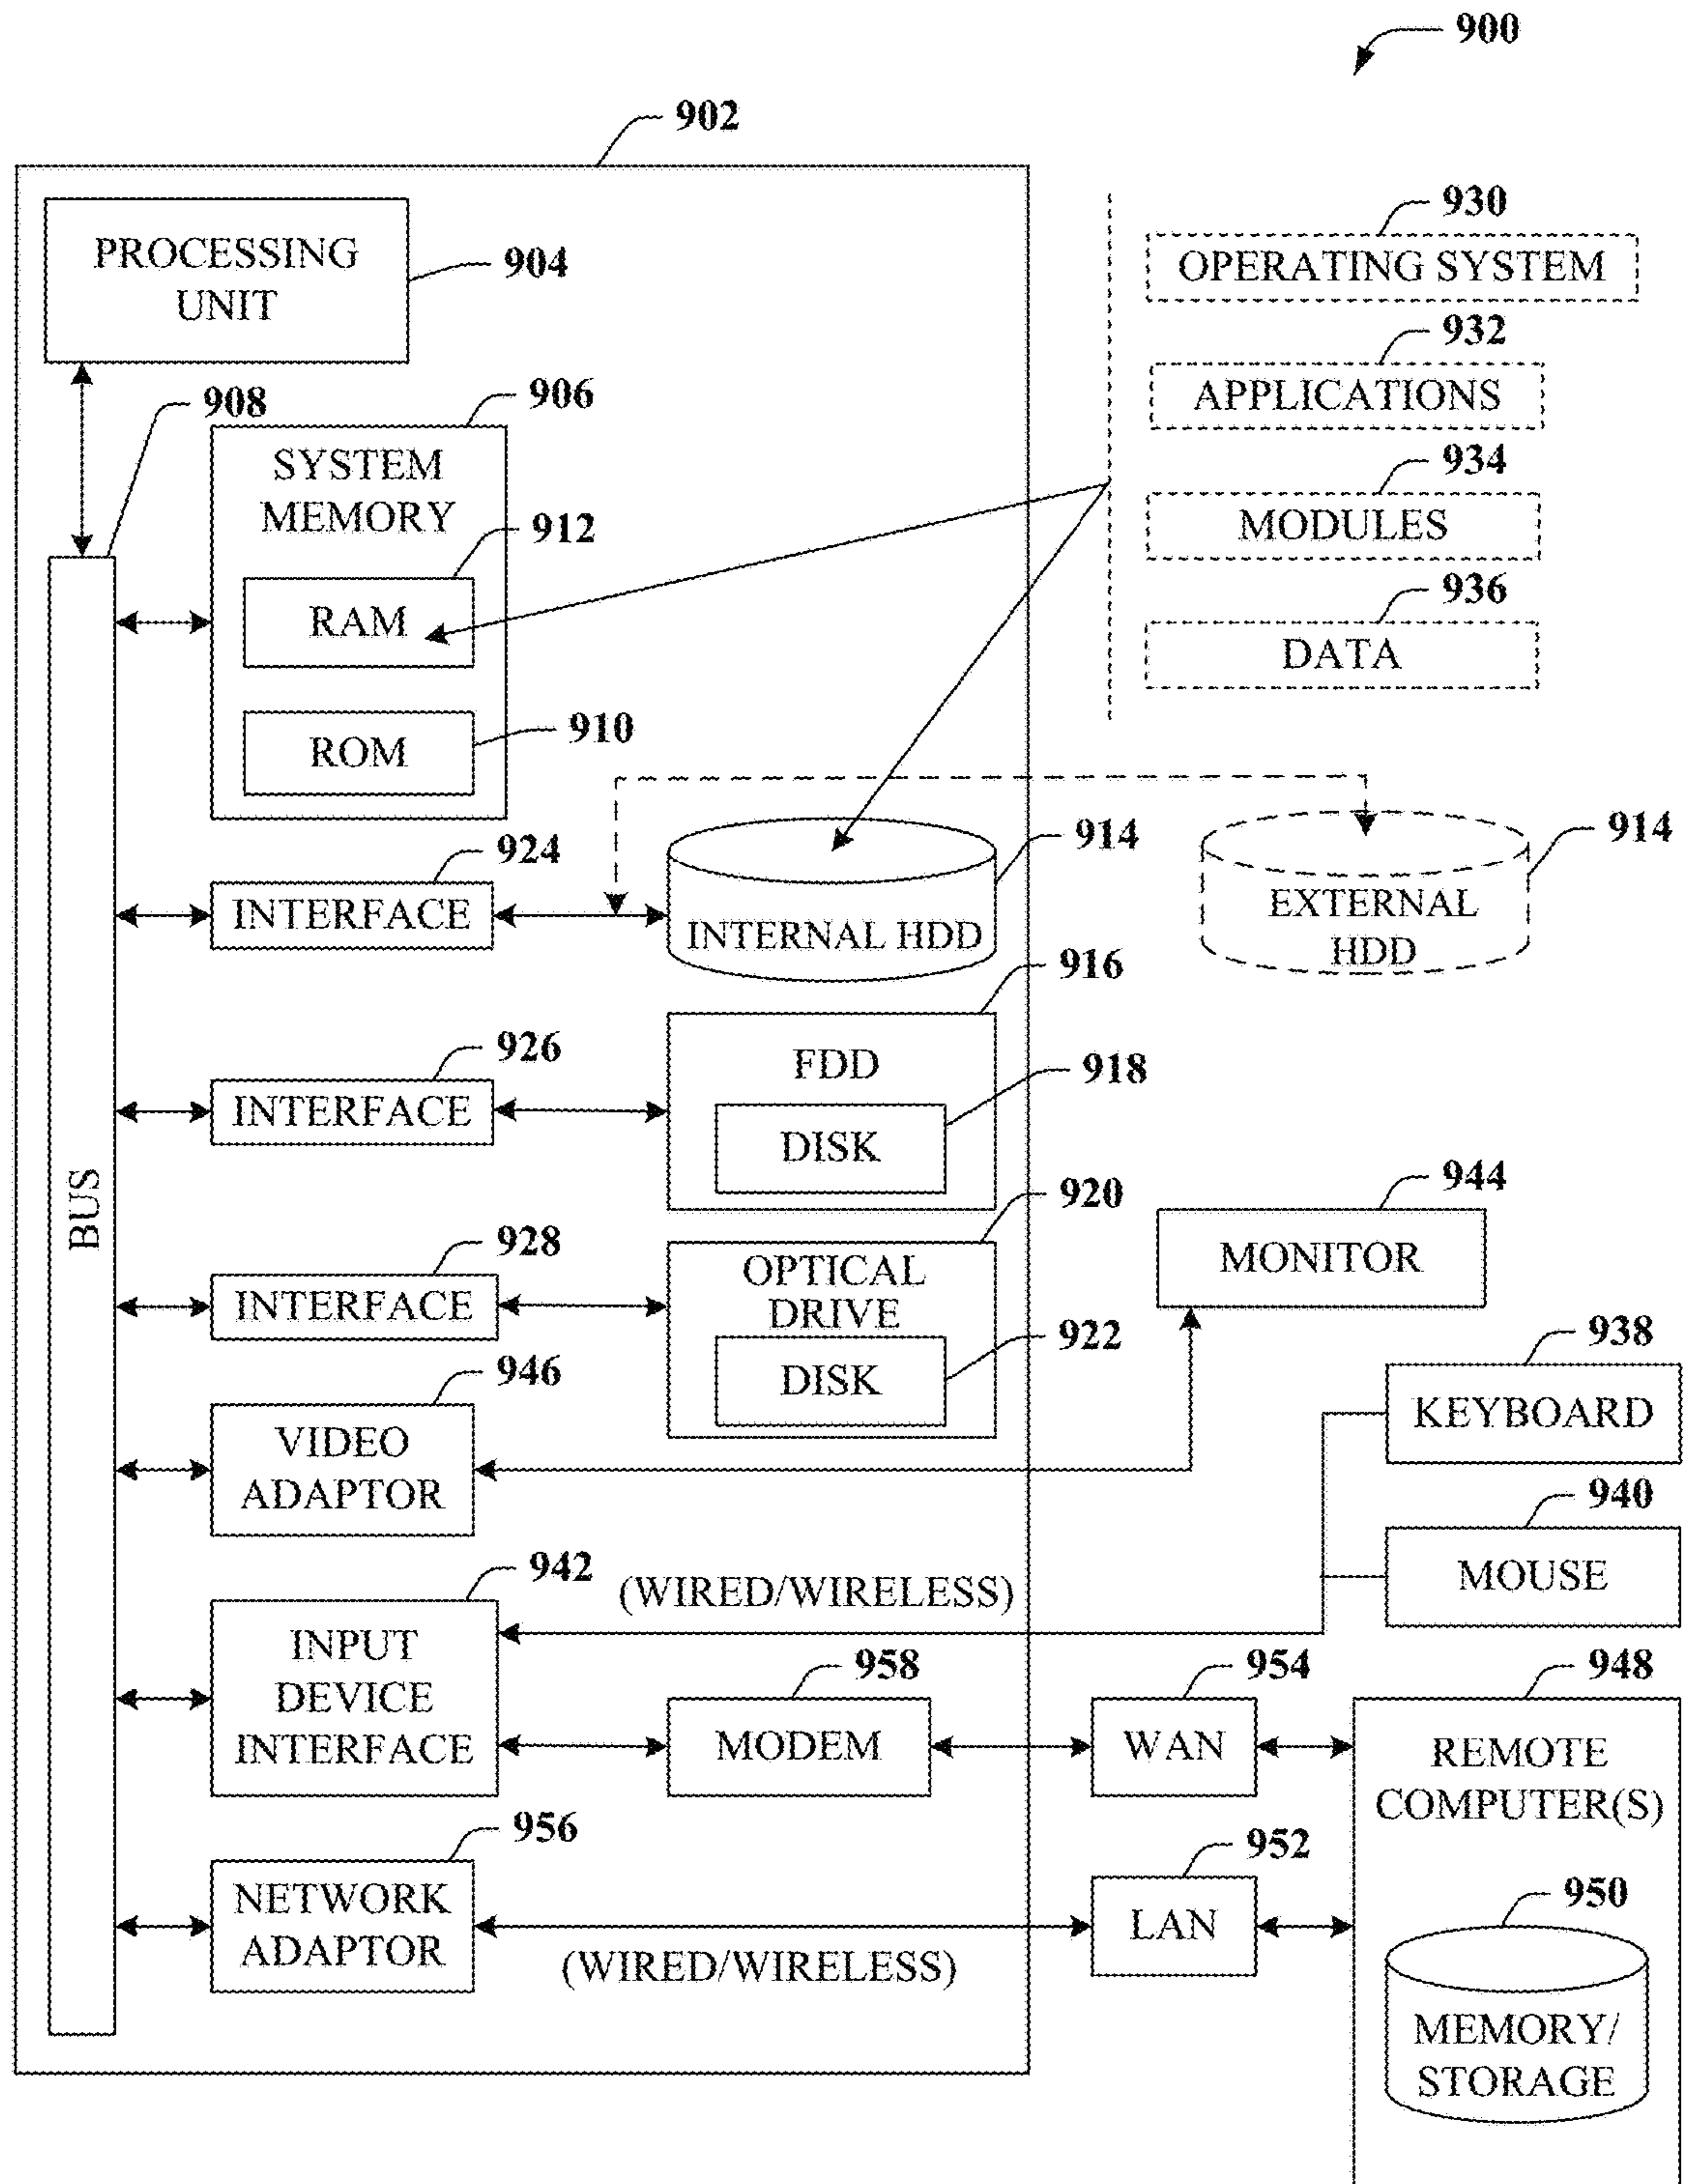 900
902
PROCESSING
UNIT
904
930
OPERATING SYSTEM
932
APPLICATIONS
934
MODULES
936
DATA
908
906
SYSTEM
MEMORY
912
RAM
910
ROM
BUS
924
INTERFACE
914
INTERNAL HDD
914
EXTERNAL
HDD
926
INTERFACE
916
FDD
918
DISK
928
INTERFACE
920
OPTICAL
DRIVE
922
DISK
944
MONITOR
946
VIDEO
ADAPTOR
938
KEYBOARD
940
MOUSE
942
(WIRED/WIRELESS)
INPUT
DEVICE
INTERFACE
958
MODEM
954
WAN
948
REMOTE
COMPUTER(S)
956
NETWORK
ADAPTOR
(WIRED/WIRELESS)
952
LAN
950
MEMORY/
STORAGE